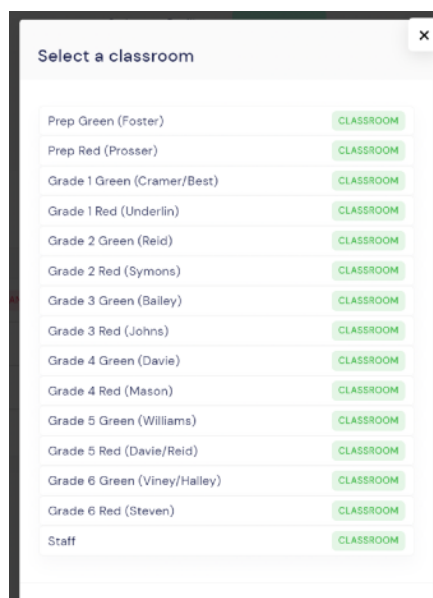 Select a classroom
Prep Green (Foster) CLASSROOM
Prep Red (Prosser) CLASSROOM
Grade 1 Green (Cramer/Best) CLASSROOM
Grade 1 Red (Underlin) CLASSROOM
Grade 2 Green (Reid) CLASSROOM
Grade 2 Red (Symons) CLASSROOM
Grade 3 Green (Bailey) CLASSROOM
Grade 3 Red (Johns) CLASSROOM
Grade 4 Green (Davie) CLASSROOM
Grade 4 Red (Mason) CLASSROOM
Grade 5 Green (Williams) CLASSROOM
Grade 5 Red (Davie/Reid) CLASSROOM
Grade 6 Green (Viney/Halley) CLASSROOM
Grade 6 Red (Steven) CLASSROOM
Staff CLASSROOM